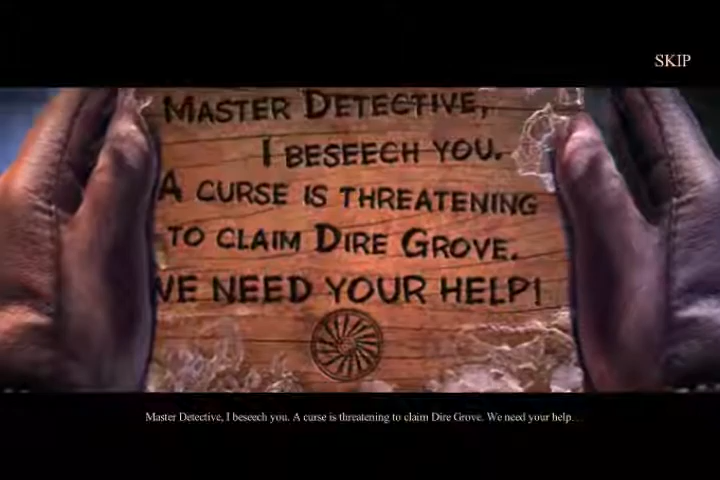 SKIP
MASTER DETECTIVE,
I BESEECH YOU.
A CURSE IS THREATENING
TO CLAIM DIRE GROVE.
WE NEED YOUR HELP!
Master Detective, I beseech you. A curse is threatening to claim Dire Grove. We need your help...